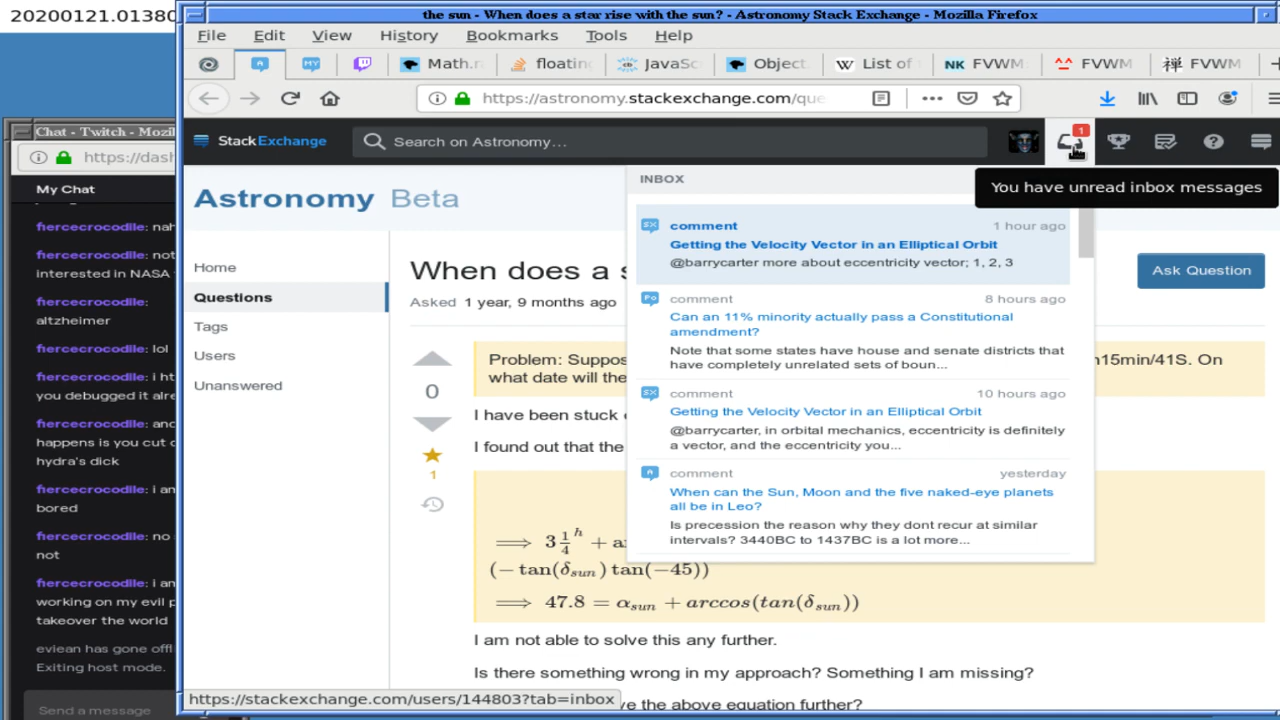 20200121.01380
the sun - When does a star rise with the sun? - Astronomy Stack Exchange - Mozilla Firefox
File Edit View History Bookmarks Tools Help
Math. floating JavaSc Object. List of FVWM FVWM FVWM
https://astronomy.stackexchange.com/que
StackExchange
Search on Astronomy…
1
You have unread inbox messages
Chat - Twitch - Mozil
https://dash
My Chat
fiercecrocodile: nah
fiercecrocodile: not
interested in NASA
fiercecrocodile:
altzheimer
fiercecrocodile: lol
fiercecrocodile: i
you debugged it alre
fiercecrocodile: and
happens is you cut
hydra's dick
fiercecrocodile: i am
bored
fiercecrocodile: no
not
fiercecrocodile: i am
working on my evil
takeover the world
evlean has gone offl
Exiting host mode.
Send a message
Astronomy Beta
Home
Questions
Tags
Users
Unanswered
When does a s
Asked 1 year, 9 months ago
Ask Question
0
1
Problem: Suppos
h15min/41S. On
what date will the
I have been stuck
I found out that the
⟹ 3 1/4 h + a
(− tan(δsun) tan(−45))
⟹ 47.8 = αsun + arccos(tan(δsun))
I am not able to solve this any further.
Is there something wrong in my approach? Something I am missing?
ve the above equation further?
INBOX
comment 1 hour ago
Getting the Velocity Vector in an Elliptical Orbit
@barrycarter more about eccentricity vector; 1, 2, 3
comment 8 hours ago
Can an 11% minority actually pass a Constitutional
amendment?
Note that some states have house and senate districts that
have completely unrelated sets of boun...
comment 10 hours ago
Getting the Velocity Vector in an Elliptical Orbit
@barrycarter, in orbital mechanics, eccentricity is definitely
a vector, and the eccentricity you...
comment yesterday
When can the Sun, Moon and the five naked-eye planets
all be in Leo?
Is precession the reason why they dont recur at similar
intervals? 3440BC to 1437BC is a lot more...
https://stackexchange.com/users/144803?tab=inbox